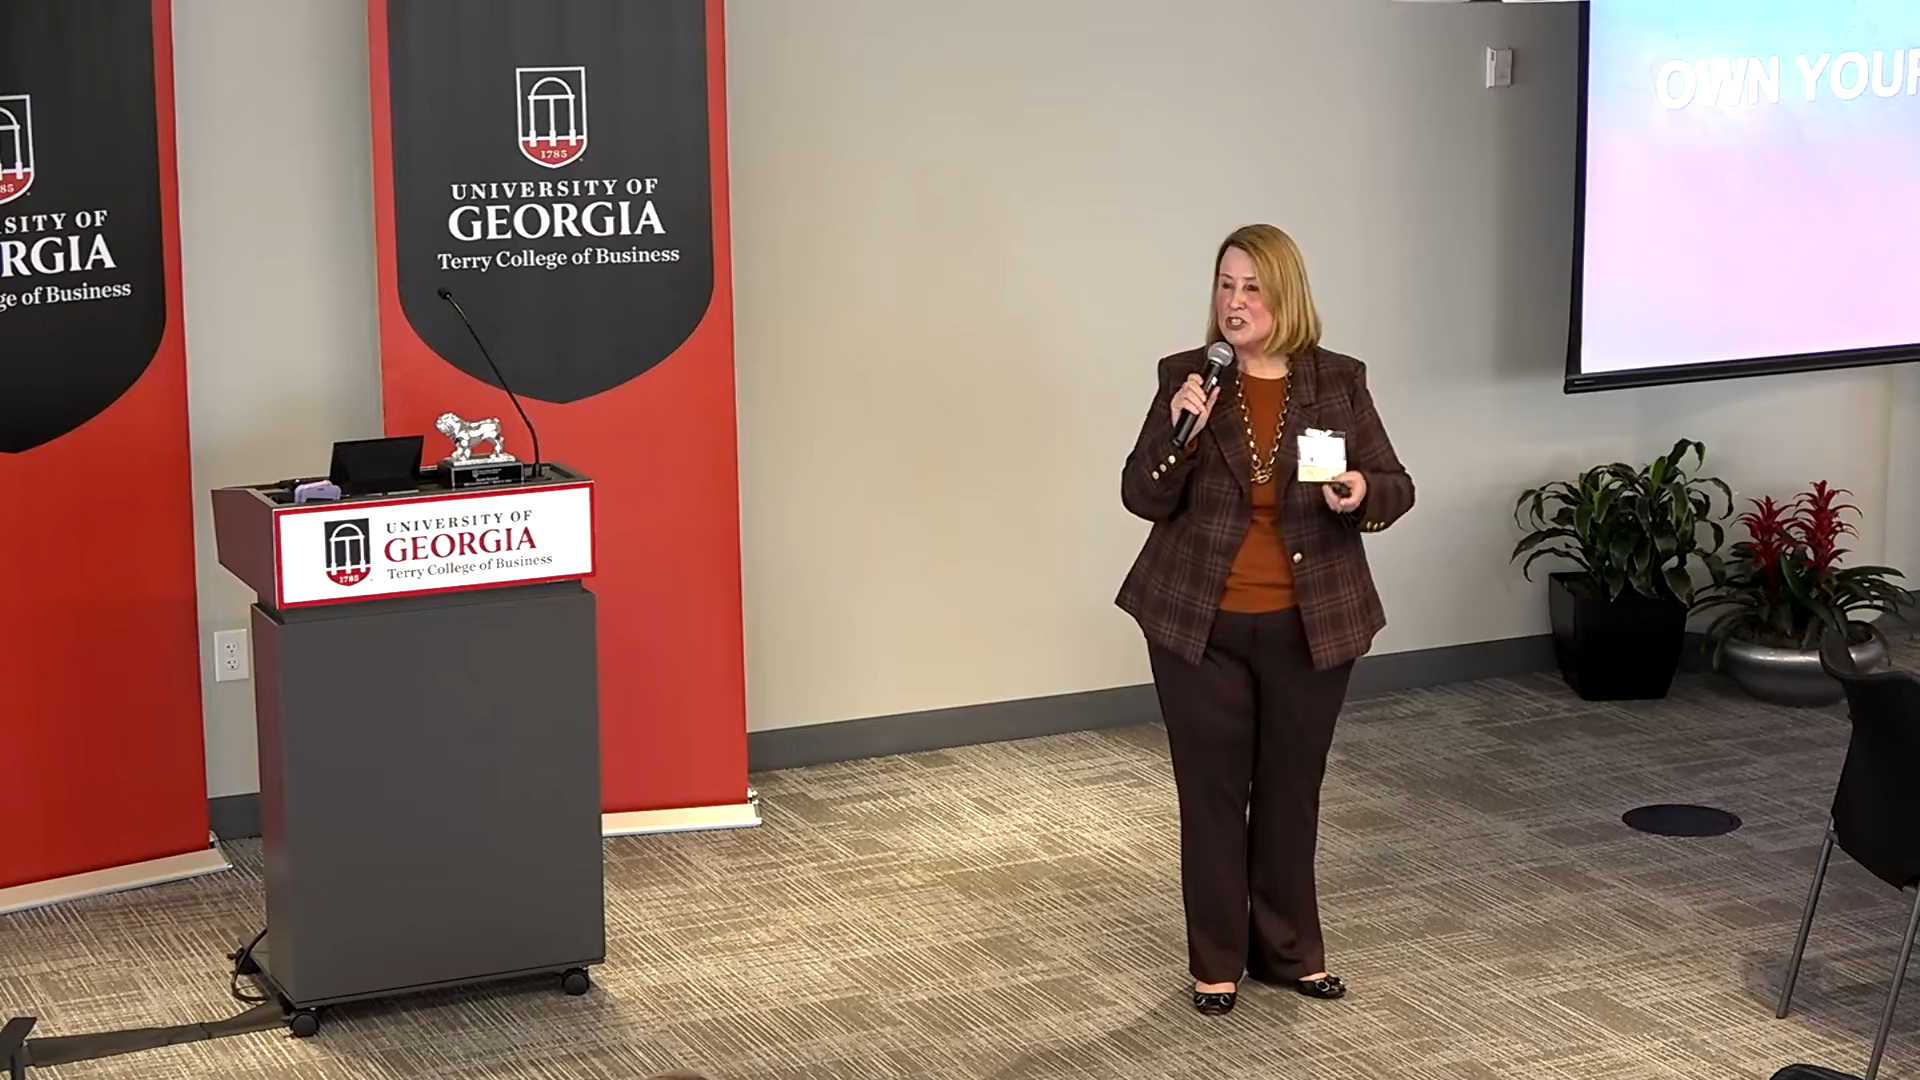 85
SITY OF
RGIA
ge of Business
1785
UNIVERSITY OF
GEORGIA
Terry College of Business
UNIVERSITY OF
GEORGIA
Terry College of Business
1785
OWN YOUR